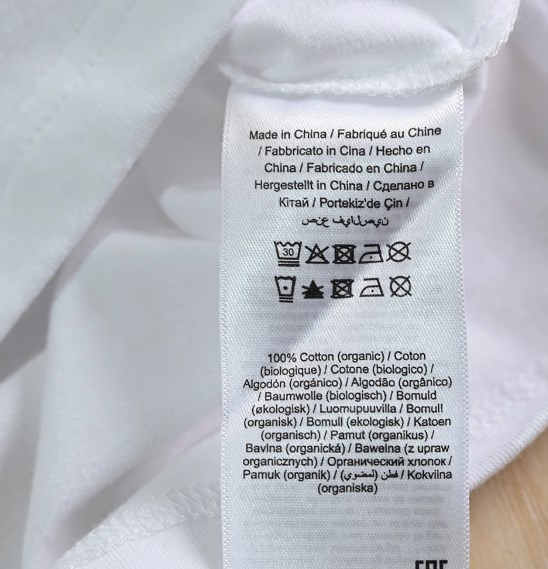 Made in China / Fabriqué au Chine
/ Fabbricato in Cina / Hecho en
China / Fabricado en China /
Hergestellt in China / Сделано в
Кітай / Portekiz'de Çin /
صنع فيالصين
30
100% Cotton (organic) / Coton
(biologique) / Cotone (biologico) /
Algodón (orgánico) / Algodão (orgânico)
/ Baumwolle (biologisch) / Bomuld
(økologisk) / Luomupuuvilla / Bomull
(organisk) / Bomull (ekologisk) / Katoen
(organisch) / Pamut (organikus) /
Bavlna (organická) / Bawełna (z upraw
organicznych) / Органический хлопок /
Pamuk (organik) / قطن (لمضوي) / Kokvilna
(organiska)